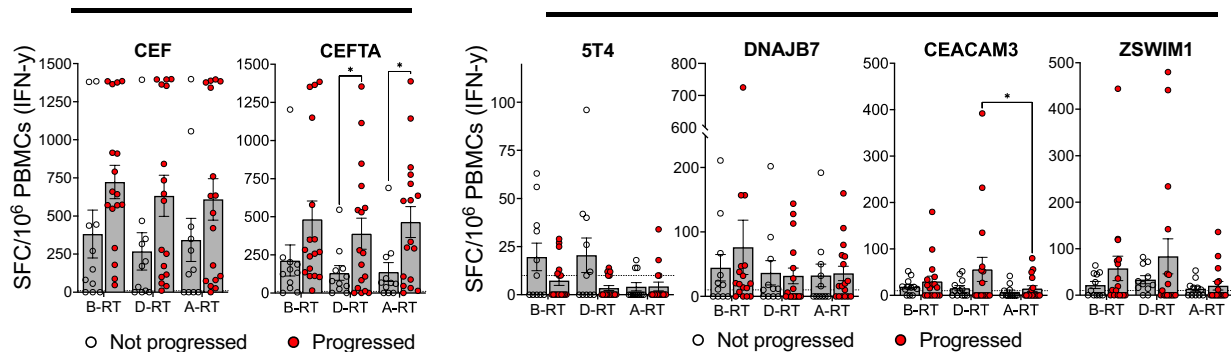 CEF
CEFTA
5T4
DNAJB7
CEACAM3
ZSWIM1
SFC/10⁶ PBMCs (IFN-y)
1500
1250
1000
750
500
250
0
B-RT D-RT A-RT
1500
1250
1000
750
500
250
0
* *
B-RT D-RT A-RT
○ Not progressed ● Progressed
SFC/10⁶ PBMCs (IFN-y)
100
50
25
0
B-RT D-RT A-RT
800
700
600
200
100
0
B-RT D-RT A-RT
500
400
300
200
100
0
*
B-RT D-RT A-RT
500
400
300
200
100
0
B-RT D-RT A-RT
○ Not progressed ● Progressed